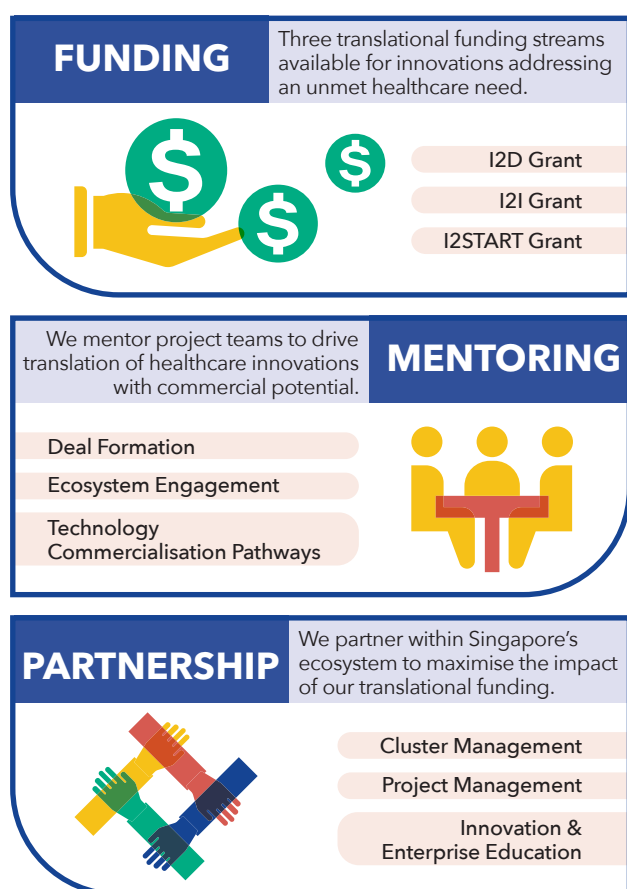 FUNDING
Three translational funding streams
available for innovations addressing
an unmet healthcare need.
$
$
$
I2D Grant
I2I Grant
I2START Grant
We mentor project teams to drive
translation of healthcare innovations
with commercial potential.
MENTORING
Deal Formation
Ecosystem Engagement
Technology
Commercialisation Pathways
PARTNERSHIP
We partner within Singapore’s
ecosystem to maximise the impact
of our translational funding.
Cluster Management
Project Management
Innovation &
Enterprise Education